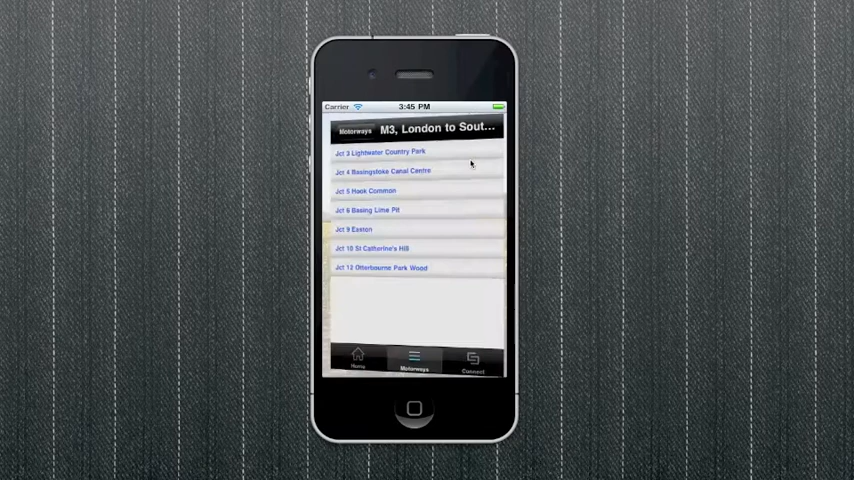 Carrier 3:45 PM
Motorways M3, London to Sout...
Jct 3 Lightwater Country Park
Jct 4 Basingstoke Canal Centre
Jct 5 Hook Common
Jct 6 Basing Lime Pit
Jct 9 Easton
Jct 10 St Catherine's Hill
Jct 12 Otterbourne Park Wood
Home Motorways Connect